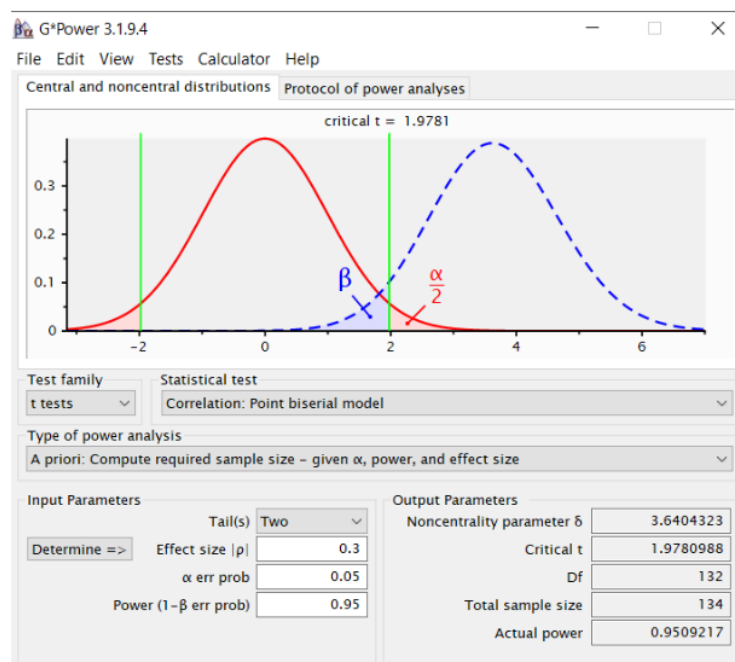 G*Power 3.1.9.4
File Edit View Tests Calculator Help
Central and noncentral distributions Protocol of power analyses
critical t = 1.9781
0.3
0.2
0.1
0
β
α
2
-2 0 2 4 6
Test family Statistical test
t tests Correlation: Point biserial model
Type of power analysis
A priori: Compute required sample size – given α, power, and effect size
Input Parameters Output Parameters
Tail(s) Two Noncentrality parameter δ 3.6404323
Determine => Effect size |ρ| 0.3 Critical t 1.9780988
α err prob 0.05 Df 132
Power (1-β err prob) 0.95 Total sample size 134
Actual power 0.9509217